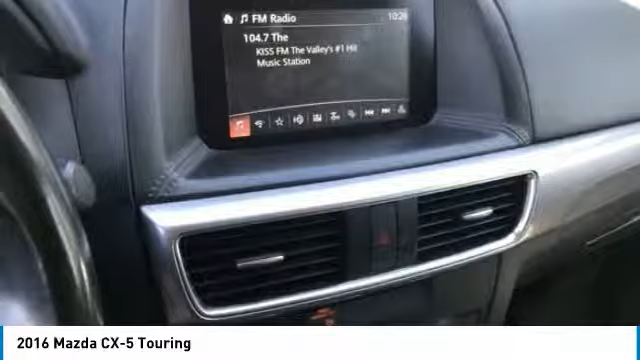 FM Radio 10:26
104.7 The
KISS FM The Valley's #1 Hit
Music Station
2016 Mazda CX-5 Touring